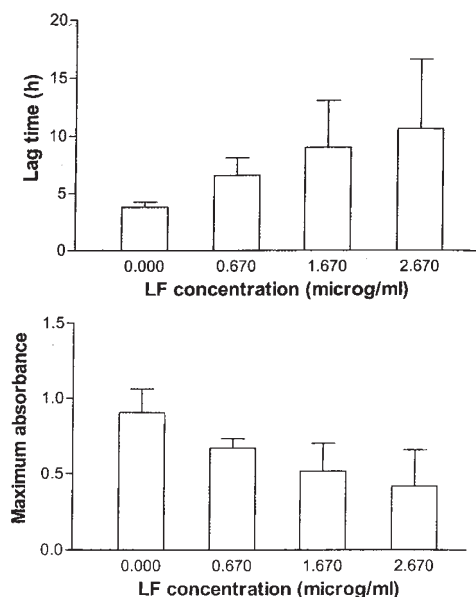 20
15
10
5
0
Lag time (h)
0.000 0.670 1.670 2.670
LF concentration (microg/ml)
1.5
1.0
0.5
0.0
Maximum absorbance
0.000 0.670 1.670 2.670
LF concentration (microg/ml)